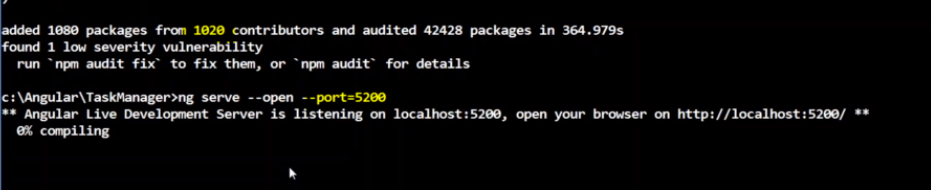 added 1080 packages from 1020 contributors and audited 42428 packages in 364.979s
found 1 low severity vulnerability
run `npm audit fix` to fix them, or `npm audit` for details
c:\Angular\TaskManager>ng serve --open --port=5200
** Angular Live Development Server is listening on localhost:5200, open your browser on http://localhost:5200/ **
0% compiling